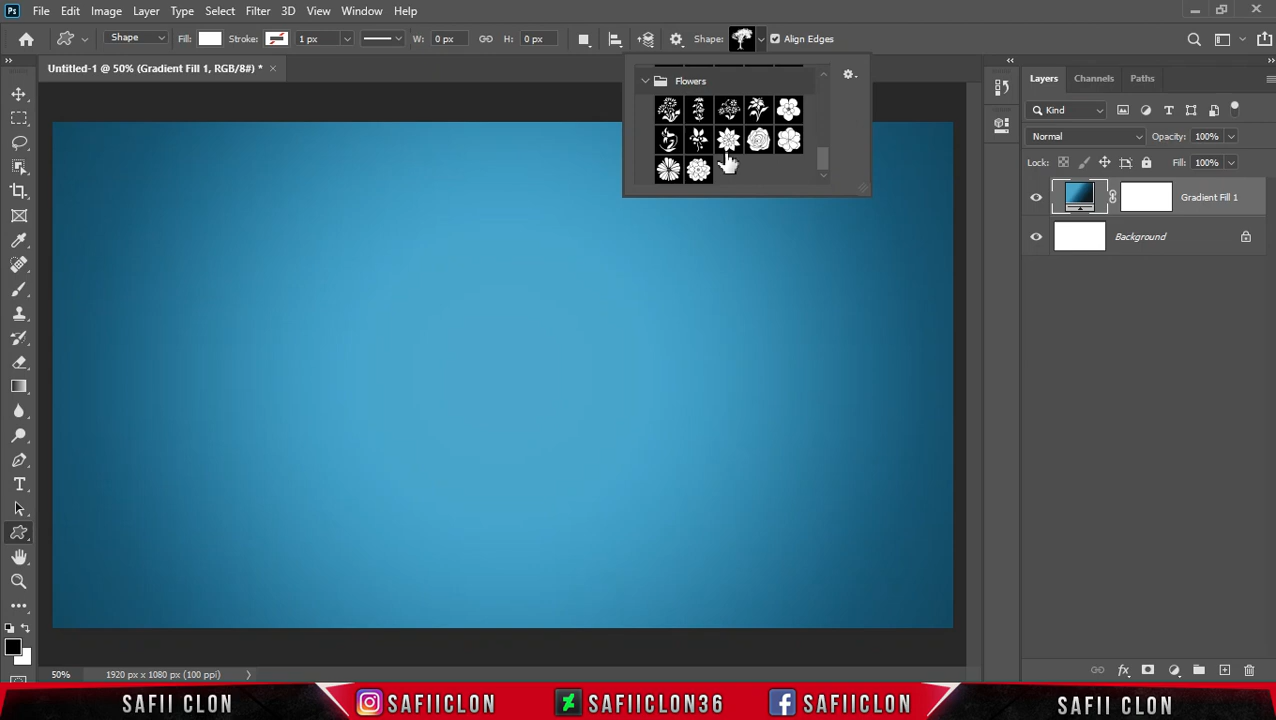 Ps File Edit Image Layer Type Select Filter 3D View Window Help
Shape Fill: Stroke: 1 px W: 0 px H: 0 px Shape: Align Edges
Untitled-1 @ 50% (Gradient Fill 1, RGB/8#) * ×
Flowers
Layers Channels Paths
Kind
Normal Opacity: 100%
Lock: Fill: 100%
Gradient Fill 1
Background
50% 1920 px x 1080 px (100 ppi)
SAFII CLON SAFIICLON SAFIICLON36 SAFIICLON SAFII CLON